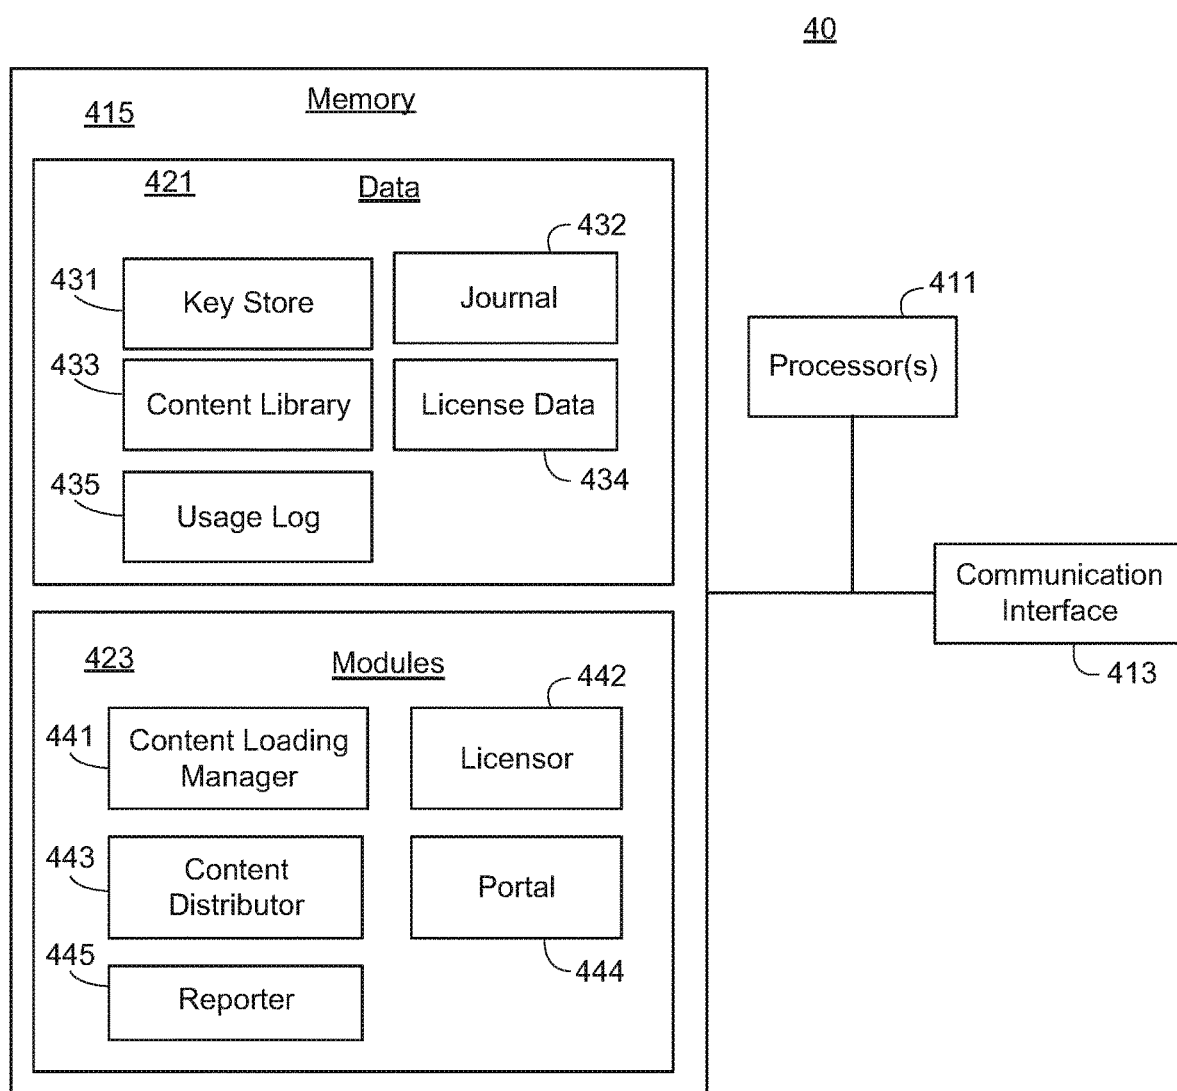 40
Memory
415
421
Data
432
431
Key Store
Journal
411
433
Content Library
License Data
Processor(s)
435
Usage Log
434
Communication
Interface
413
423
Modules
442
441
Content Loading
Manager
Licensor
443
Content
Distributor
Portal
445
Reporter
444